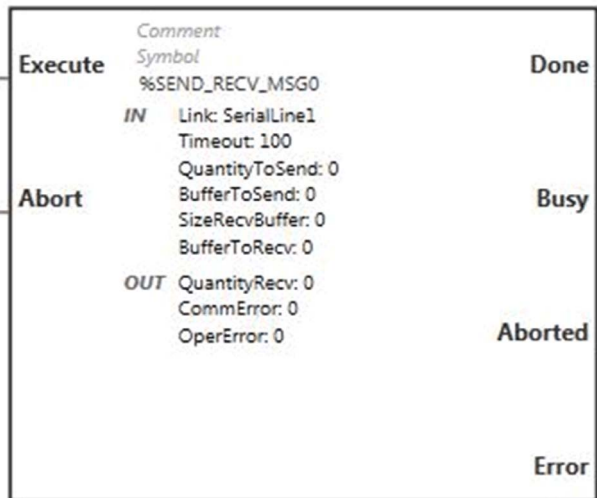 Comment
Execute Symbol Done
%SEND_RECV_MSG0
IN Link: SerialLine1
Timeout: 100
QuantityToSend: 0
Abort BufferToSend: 0 Busy
SizeRecvBuffer: 0
BufferToRecv: 0
OUT QuantityRecv: 0
CommError: 0
OperError: 0 Aborted
Error